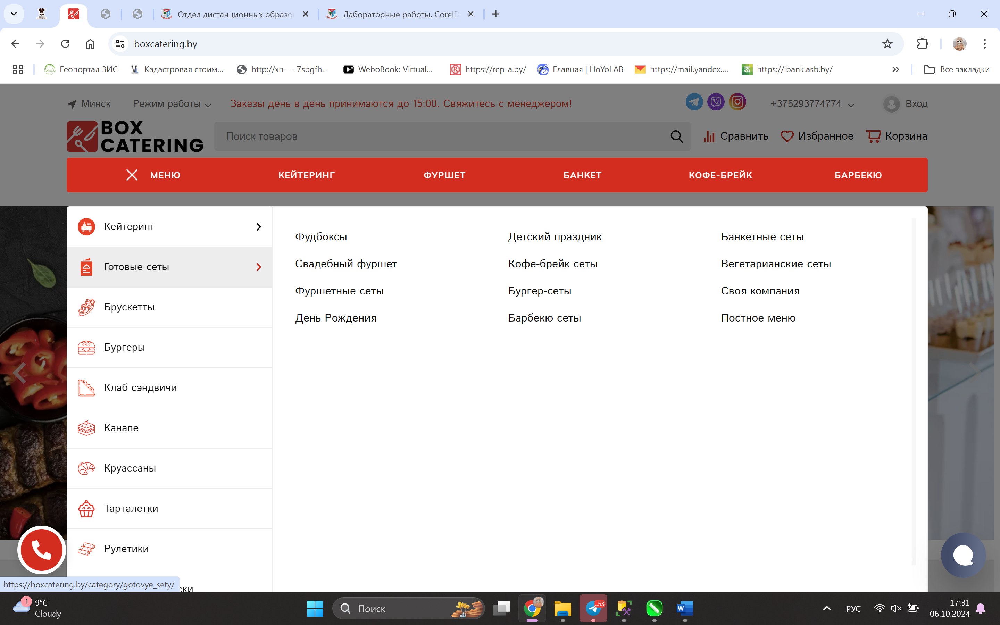 Отдел дистанционных образо
Лабораторные работы. CorelD
boxcatering.by
Геопортал ЗИС
Кадастровая стоим...
http://xn----7sbgfh...
WeboBook: Virtual...
https://rep-a.by/
Главная | HoYoLAB
https://mail.yandex....
https://ibank.asb.by/
Все закладки
Минск
Режим работы
Заказы день в день принимаются до 15:00. Свяжитесь с менеджером!
+375293774774
Вход
BOX
CATERING
Поиск товаров
Сравнить
Избранное
Корзина
МЕНЮ
КЕЙТЕРИНГ
ФУРШЕТ
БАНКЕТ
КОФЕ-БРЕЙК
БАРБЕКЮ
Кейтеринг
Готовые сеты
Брускетты
Бургеры
Клаб сэндвичи
Канапе
Круассаны
Тарталетки
Рулетики
ски
Фудбоксы
Детский праздник
Банкетные сеты
Свадебный фуршет
Кофе-брейк сеты
Вегетарианские сеты
Фуршетные сеты
Бургер-сеты
Своя компания
День Рождения
Барбекю сеты
Постное меню
https://boxcatering.by/category/gotovye_sety/
1
9°C
Cloudy
Поиск
..53
РУС
17:31
06.10.2024